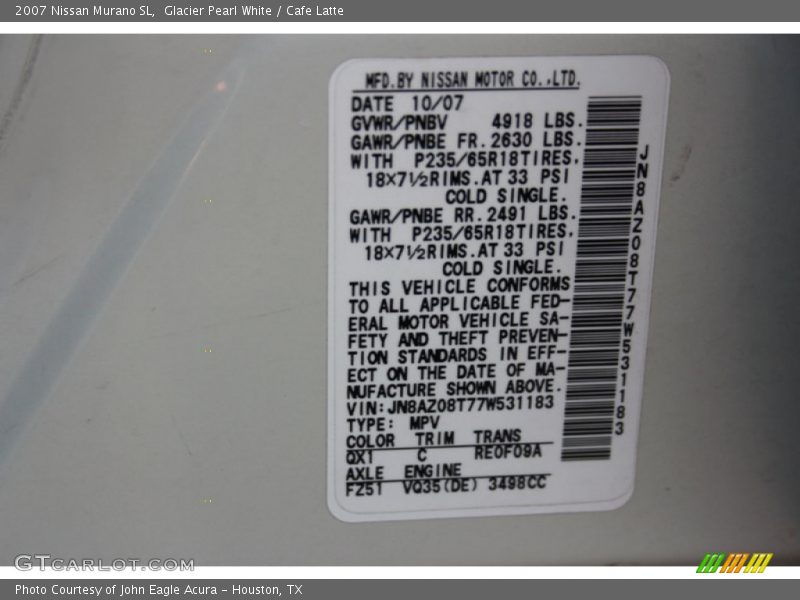 2007 Nissan Murano SL,  Glacier Pearl White / Cafe Latte
MFD.BY NISSAN MOTOR CO.,LTD.
DATE 10/07
GVWR/PNBV 4918 LBS.
GAWR/PNBE FR.2630 LBS.
WITH P235/65R18TIRES,
18×7½RIMS.AT 33 PSI
COLD SINGLE.
GAWR/PNBE RR.2491 LBS.
WITH P235/65R18TIRES,
18×7½RIMS.AT 33 PSI
COLD SINGLE.
THIS VEHICLE CONFORMS
TO ALL APPLICABLE FED-
ERAL MOTOR VEHICLE SA-
FETY AND THEFT PREVEN-
TION STANDARDS IN EFF-
ECT ON THE DATE OF MA-
NUFACTURE SHOWN ABOVE.
VIN:JN8AZ08T77W531183
TYPE: MPV
COLOR TRIM TRANS
QX1 C RE0F09A
AXLE ENGINE
FZ51 VQ35(DE) 3498CC
JN8AZ08T77W531183
GTCARLOT.COM
Photo Courtesy of John Eagle Acura - Houston, TX